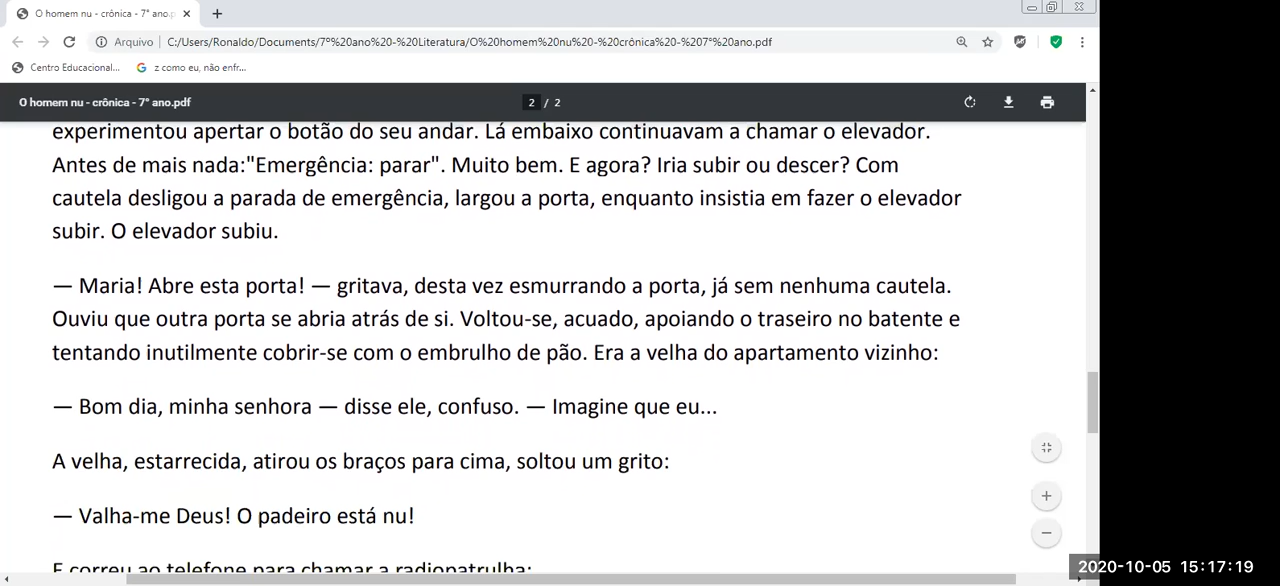 O homem nu - crônica - 7° ano.p
Arquivo | C:/Users/Ronaldo/Documents/7º%20ano%20-%20Literatura/O%20homem%20nu%20-%20crônica%20-%207°%20ano.pdf
Centro Educacional... z como eu, não enfr...
O homem nu - crônica - 7° ano.pdf 2 / 2
experimentou apertar o botão do seu andar. Lá embaixo continuavam a chamar o elevador.
Antes de mais nada:"Emergência: parar". Muito bem. E agora? Iria subir ou descer? Com
cautela desligou a parada de emergência, largou a porta, enquanto insistia em fazer o elevador
subir. O elevador subiu.
— Maria! Abre esta porta! — gritava, desta vez esmurrando a porta, já sem nenhuma cautela.
Ouviu que outra porta se abria atrás de si. Voltou-se, acuado, apoiando o traseiro no batente e
tentando inutilmente cobrir-se com o embrulho de pão. Era a velha do apartamento vizinho:
— Bom dia, minha senhora — disse ele, confuso. — Imagine que eu...
A velha, estarrecida, atirou os braços para cima, soltou um grito:
— Valha-me Deus! O padeiro está nu!
E correu ao telefone para chamar a radiopatrulha:
2020-10-05 15:17:19